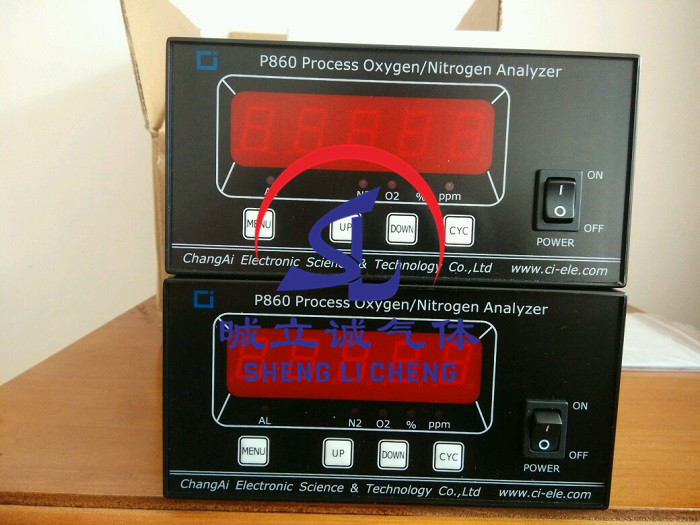 P860 Process Oxygen/Nitrogen Analyzer
AL N2 O2 % ppm
ON
MENU UP DOWN CYC
OFF
POWER
ChangAi Electronic Science & Technology Co.,Ltd www.ci-ele.com
P860 Process Oxygen/Nitrogen Analyzer
晠立诚气体
SHENG LI CHENG
AL N2 O2 % ppm
ON
MENU UP DOWN CYC
OFF
POWER
ChangAi Electronic Science & Technology Co.,Ltd www.ci-ele.com